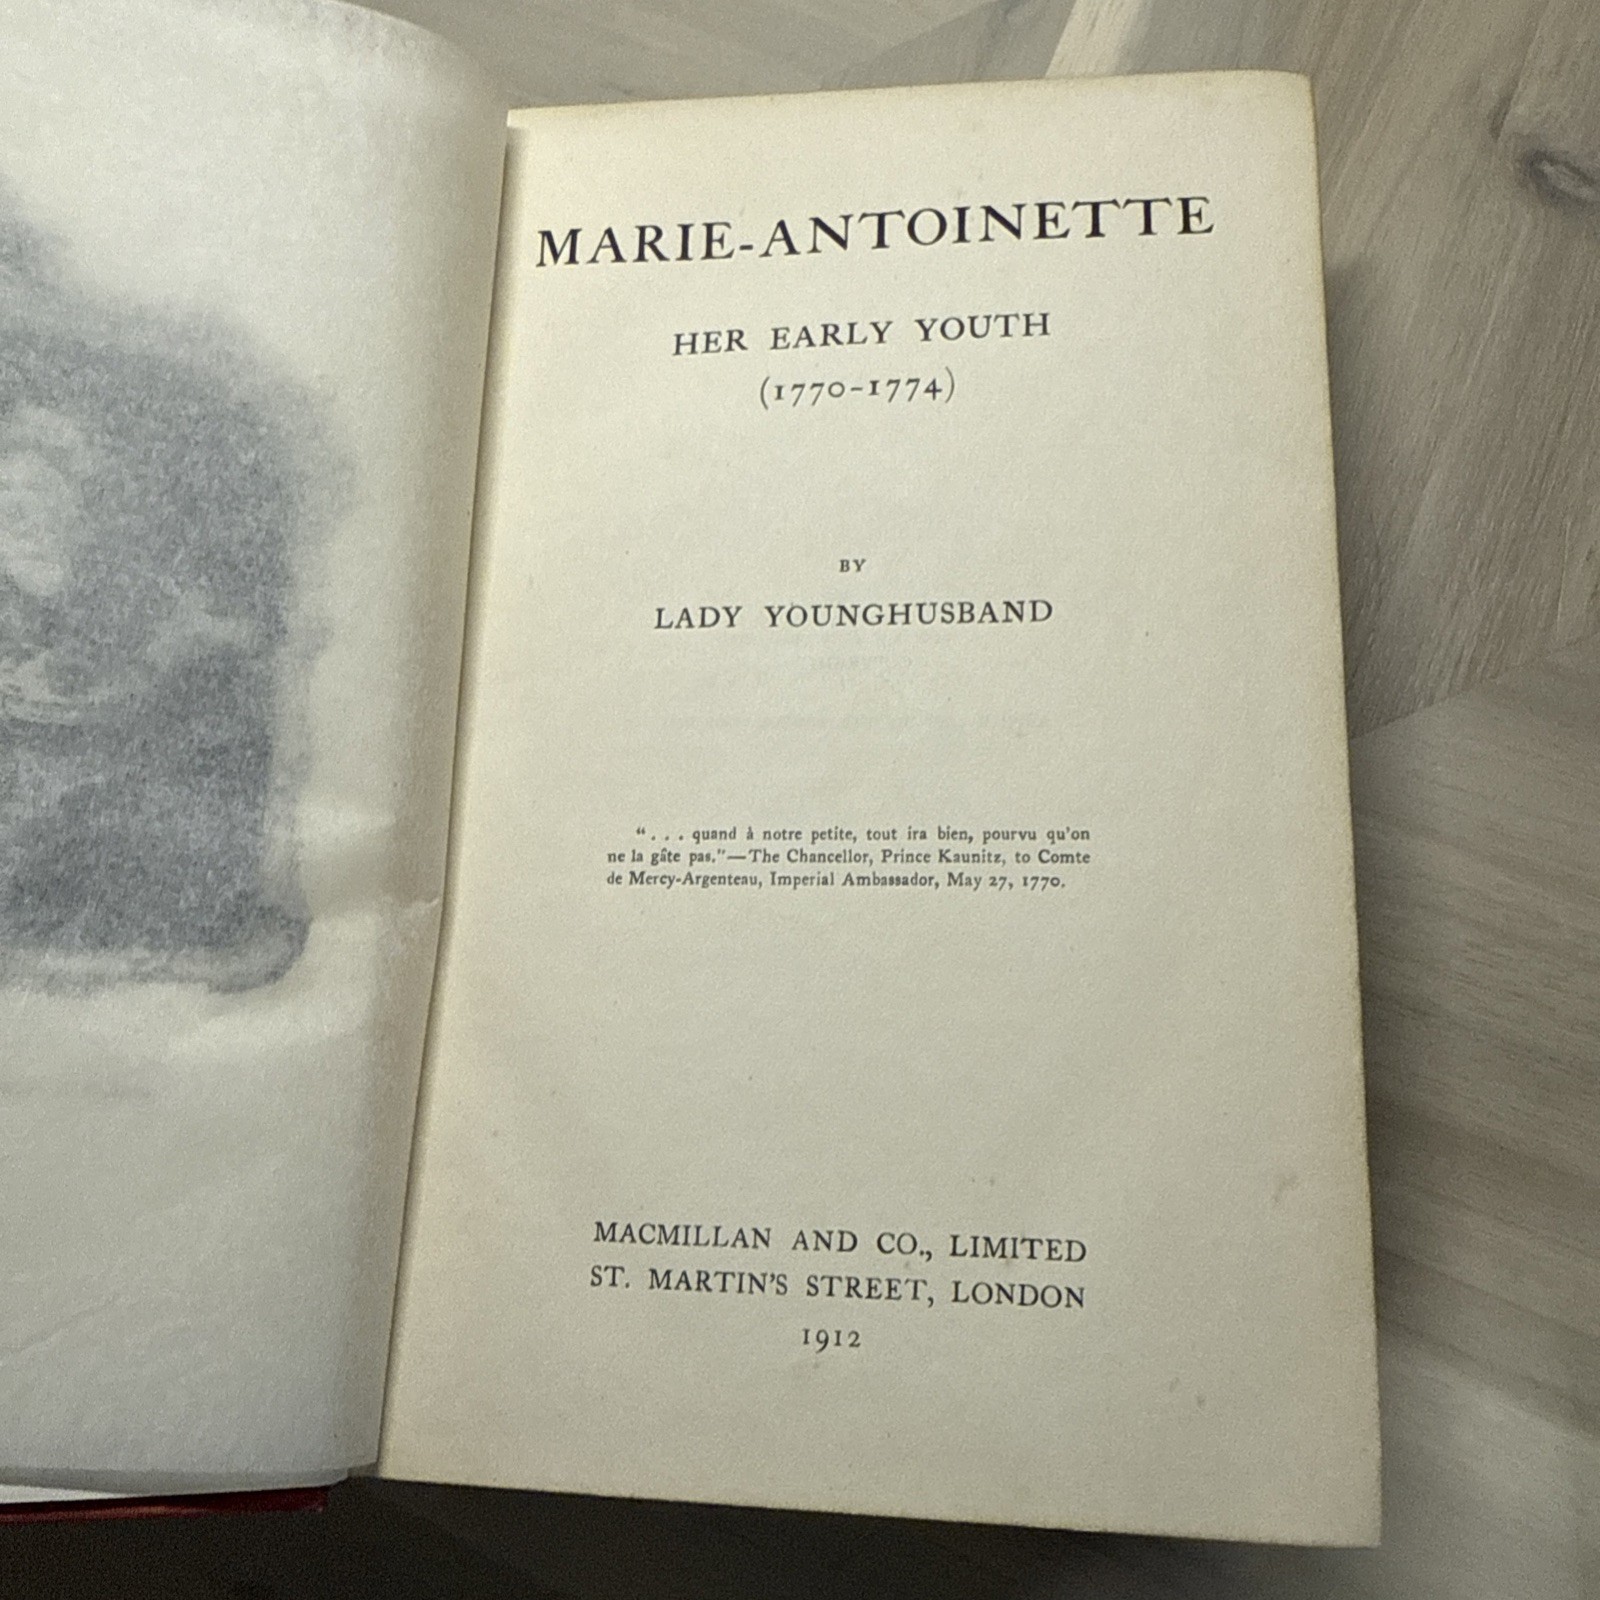 MARIE-ANTOINETTE
HER EARLY YOUTH
(1770-1774)
BY
LADY YOUNGHUSBAND
“. . . quand à notre petite, tout ira bien, pourvu qu'on
ne la gâte pas.”—The Chancellor, Prince Kaunitz, to Comte
de Mercy-Argenteau, Imperial Ambassador, May 27, 1770.
MACMILLAN AND CO., LIMITED
ST. MARTIN'S STREET, LONDON
1912